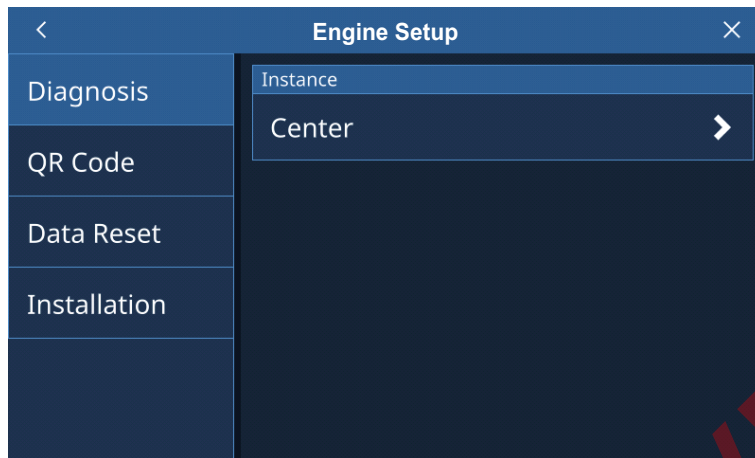 Engine Setup
Diagnosis
QR Code
Data Reset
Installation
Instance
Center